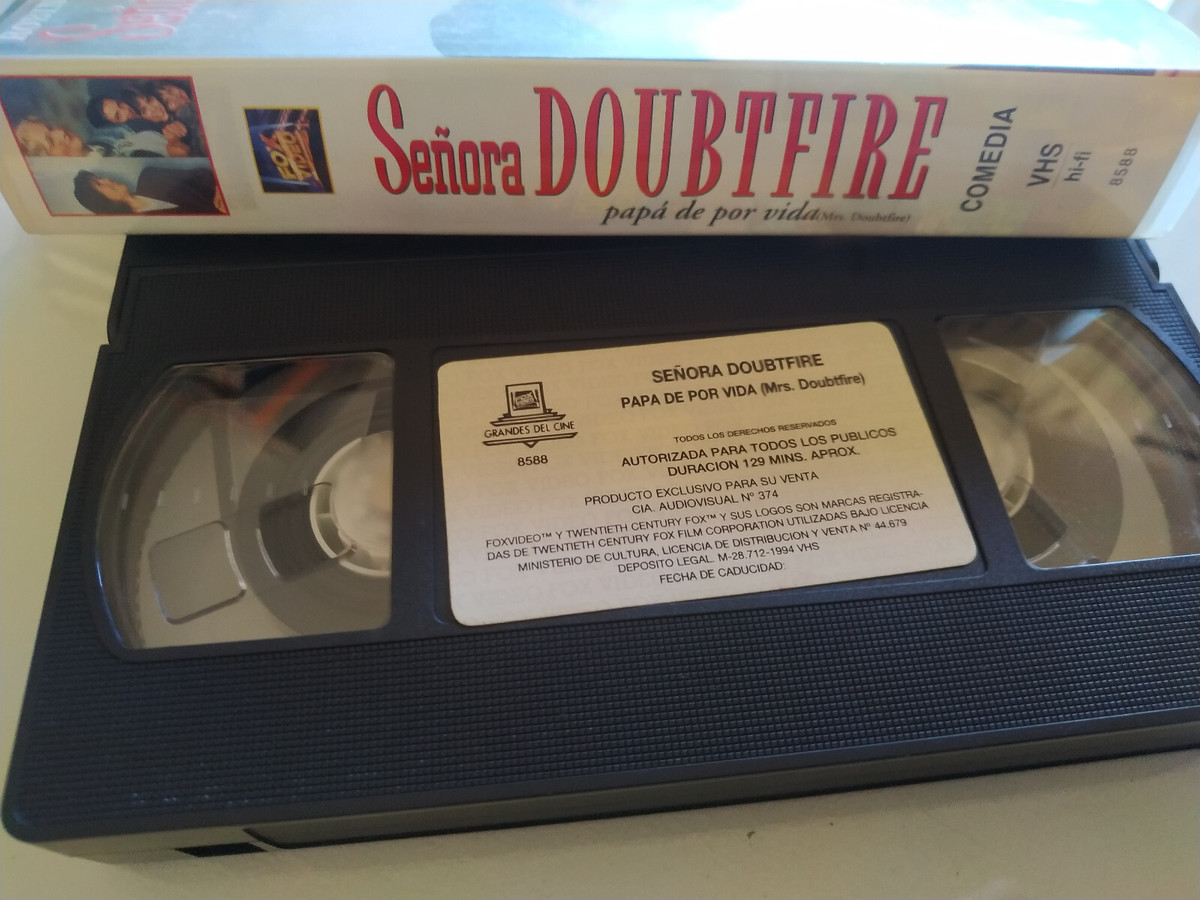 FOX
VIDEO
Señora DOUBTFIRE
papá de por vida (Mrs. Doubtfire)
COMEDIA
VHS
hi-fi
8588
GRANDES DEL CINE
8588
SEÑORA DOUBTFIRE
PAPA DE POR VIDA (Mrs. Doubtfire)
TODOS LOS DERECHOS RESERVADOS
AUTORIZADA PARA TODOS LOS PUBLICOS
DURACION 129 MINS. APROX.
PRODUCTO EXCLUSIVO PARA SU VENTA
CIA. AUDIOVISUAL Nº 374
FOXVIDEO™ Y TWENTIETH CENTURY FOX™ Y SUS LOGOS SON MARCAS REGISTRA-
DAS DE TWENTIETH CENTURY FOX FILM CORPORATION UTILIZADAS BAJO LICENCIA
MINISTERIO DE CULTURA, LICENCIA DE DISTRIBUCION Y VENTA Nº 44.679
DEPOSITO LEGAL. M-28.712-1994 VHS
FECHA DE CADUCIDAD: